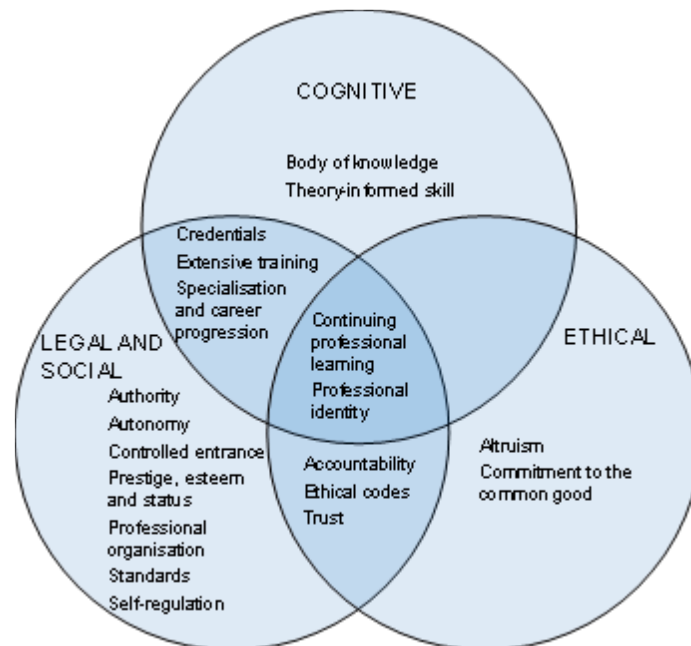 COGNITIVE
Body of knowledge
Theory-informed skill
Credentials
Extensive training
Specialisation
and career
progression
Continuing
professional
learning
Professional
identity
LEGAL AND
SOCIAL
Authority
Autonomy
Controlled entrance
Prestige, esteem
and status
Professional
organisation
Standards
Self-regulation
Accountability
Ethical codes
Trust
ETHICAL
Altruism
Commitment to the
common good